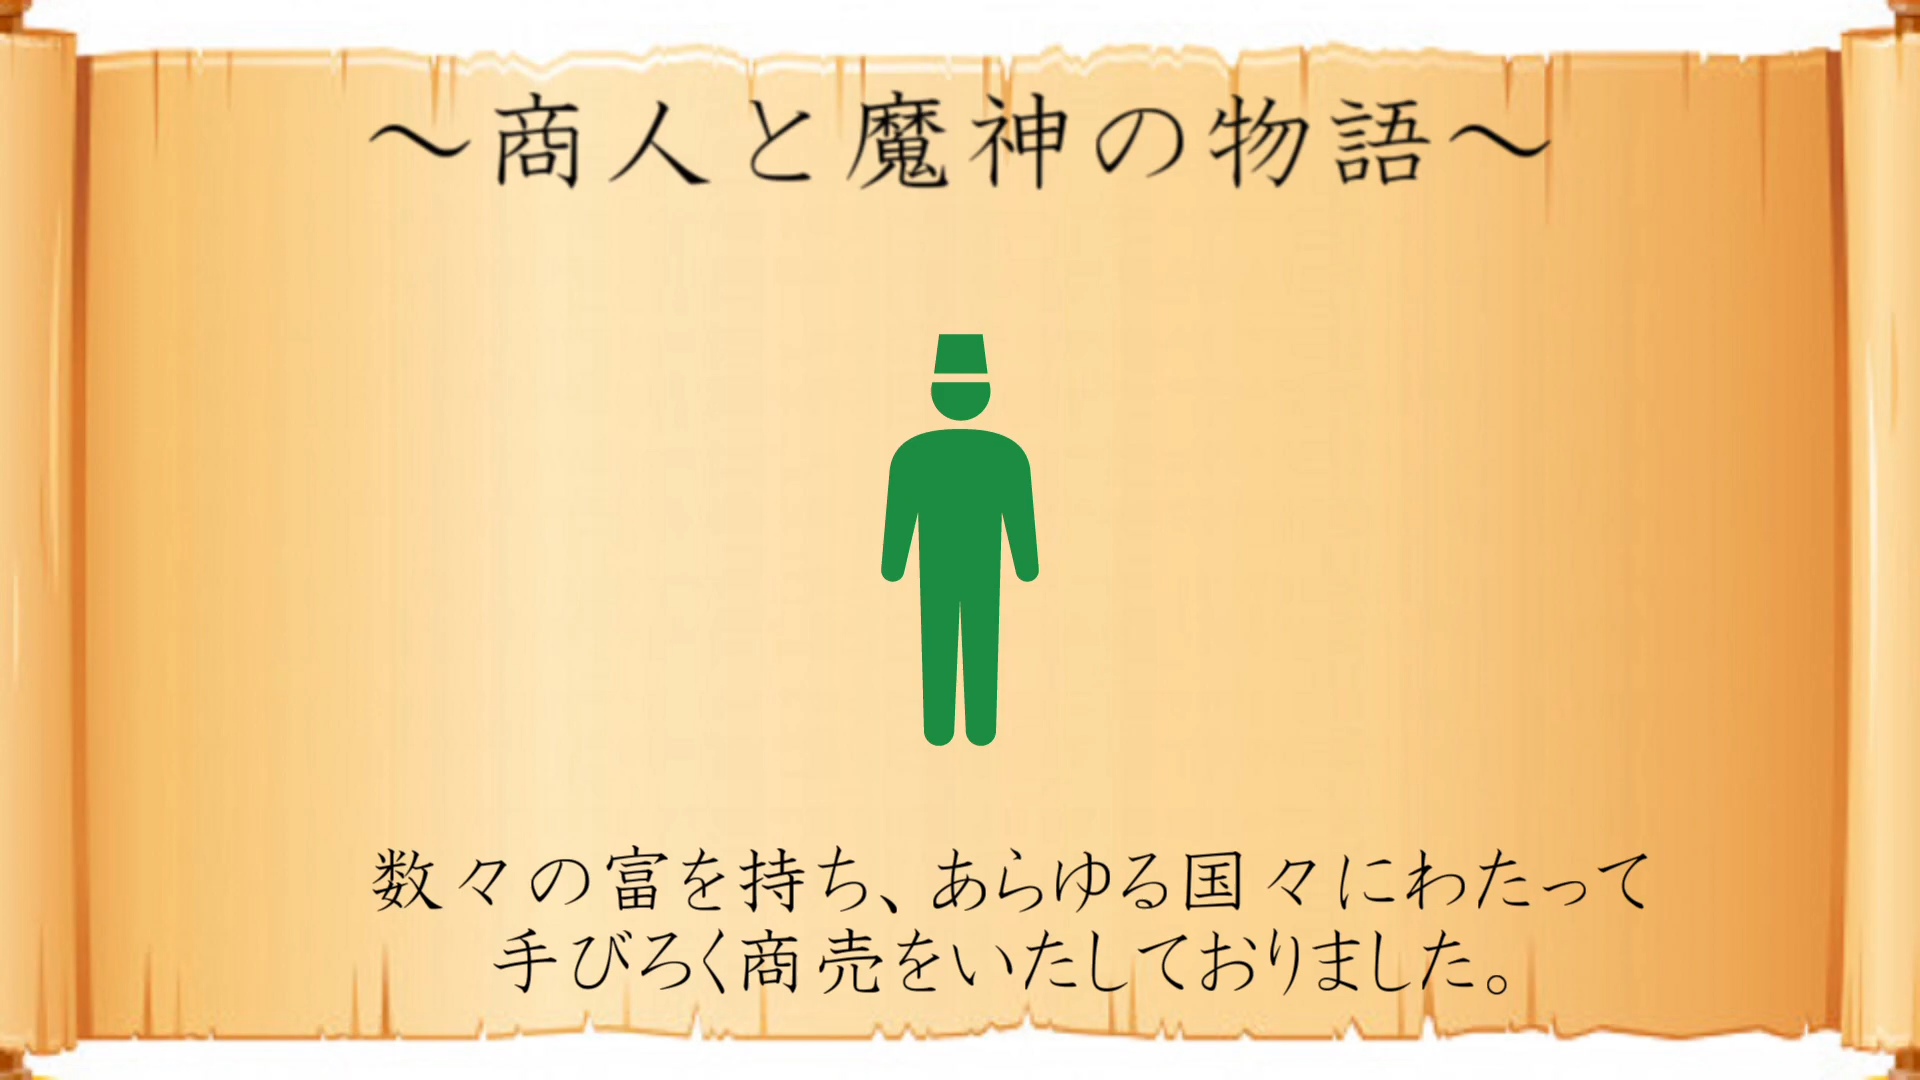 ～商人と魔神の物語～
数々の富を持ち、あらゆる国々にわたって
手びろく商売をいたしておりました。